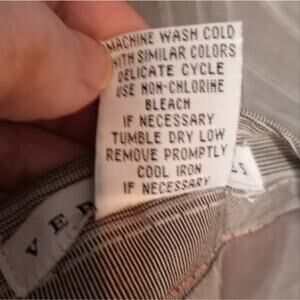 MACHINE WASH COLD
WITH SIMILAR COLORS
DELICATE CYCLE
USE NON-CHLORINE
BLEACH
IF NECESSARY
TUMBLE DRY LOW
REMOVE PROMPTLY
COOL IRON
IF NECESSARY
VER